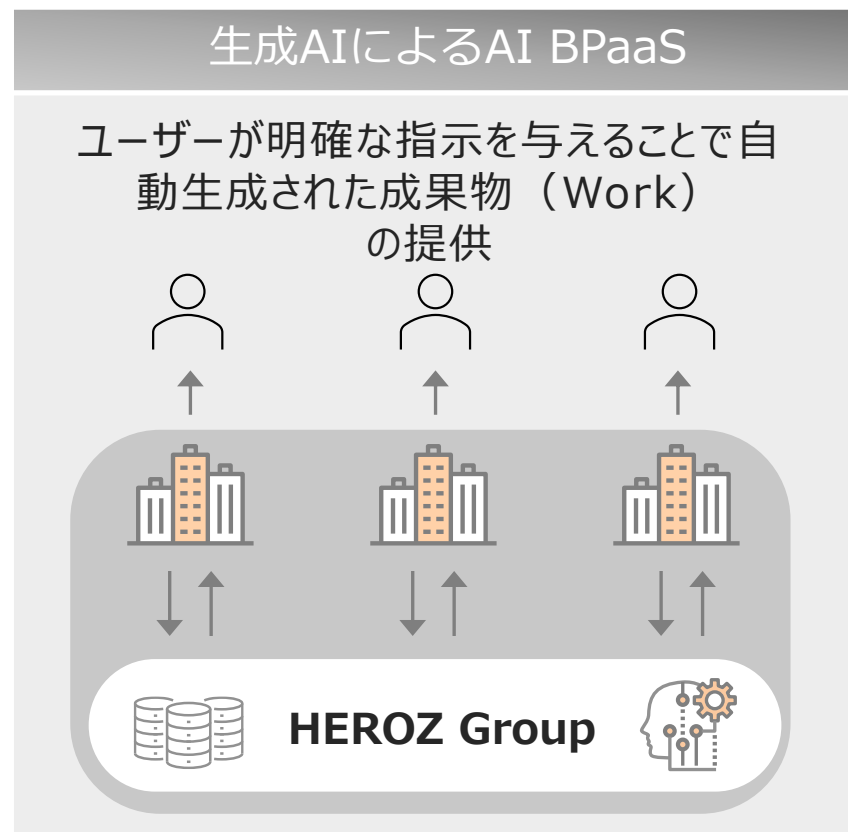 生成AIによるAI BPaaS
ユーザーが明確な指示を与えることで自
動生成された成果物（Work）
の提供
HEROZ Group